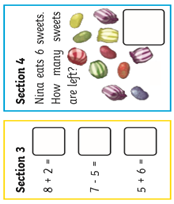 Section 3
8 + 2 =
7 - 5 =
5 + 6 =
Section 4
Nina eats 6 sweets.
How many sweets
are left?